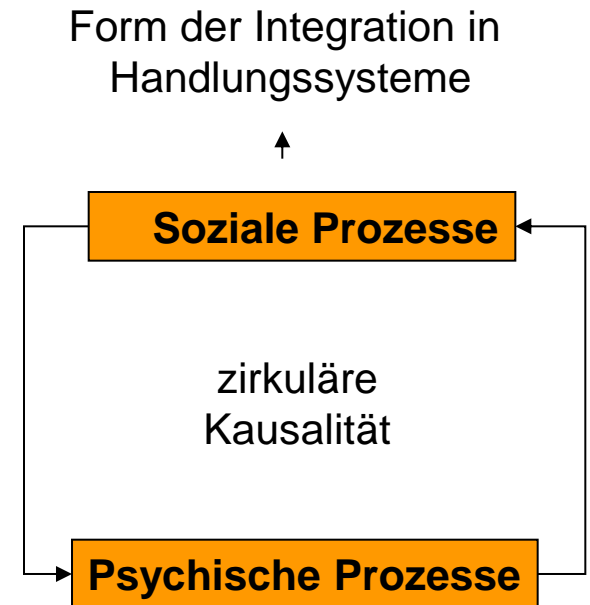 Form der Integration in
Handlungssysteme
Soziale Prozesse
zirkuläre
Kausalität
Psychische Prozesse